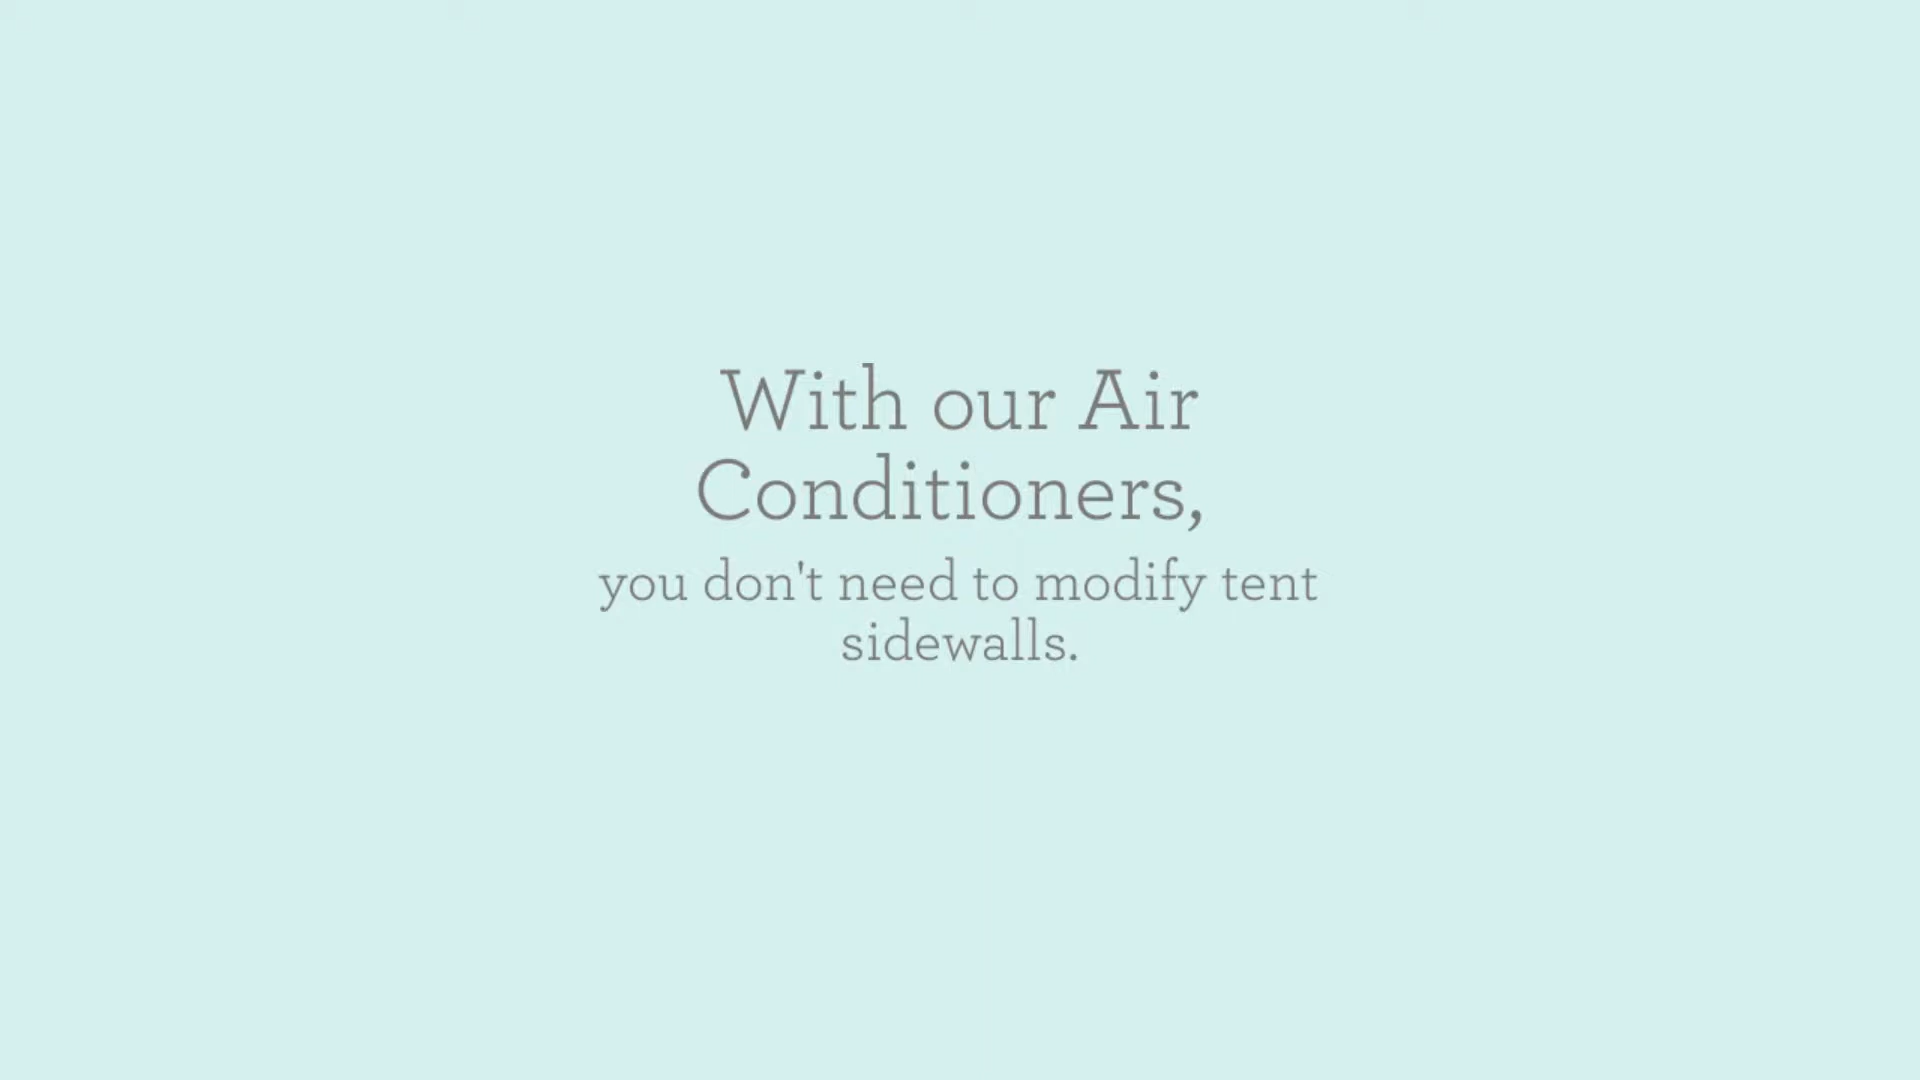 With our Air
Conditioners,
you don't need to modify tent
sidewalls.